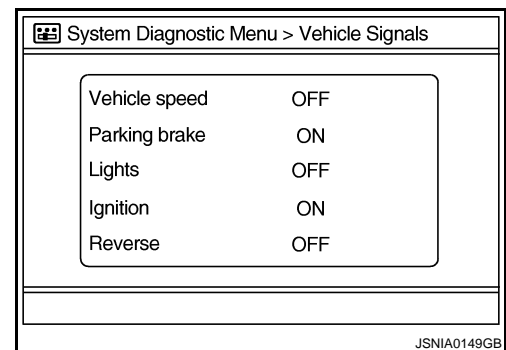 System Diagnostic Menu > Vehicle Signals
Vehicle speed OFF
Parking brake ON
Lights OFF
Ignition ON
Reverse OFF
JSNIA0149GB